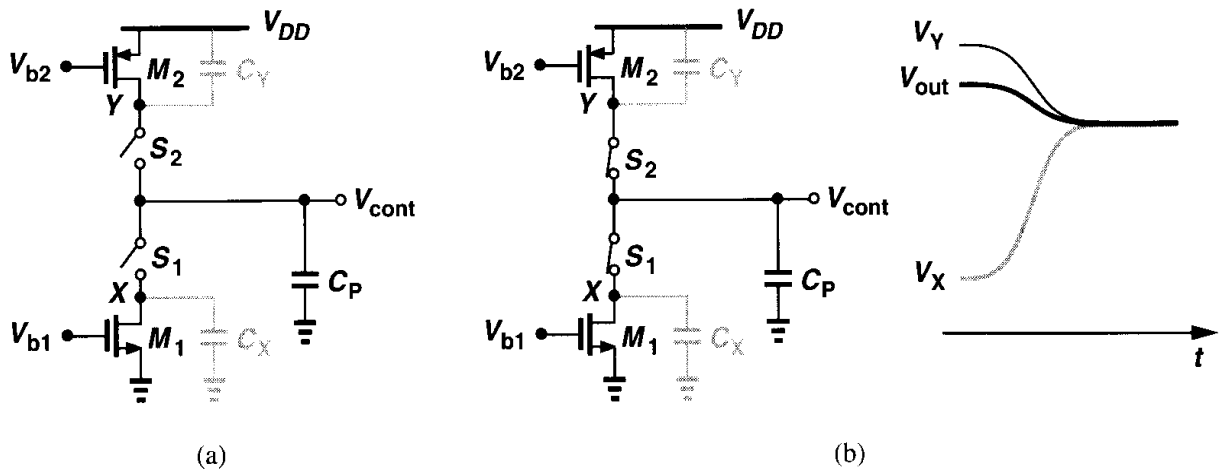 V_DD
V_b2
M_2
C_Y
Y
S_2
V_cont
S_1
C_P
X
V_b1
M_1
C_X
(a)
V_DD
V_b2
M_2
C_Y
Y
S_2
V_cont
S_1
C_P
X
V_b1
M_1
C_X
V_Y
V_out
V_X
t
(b)